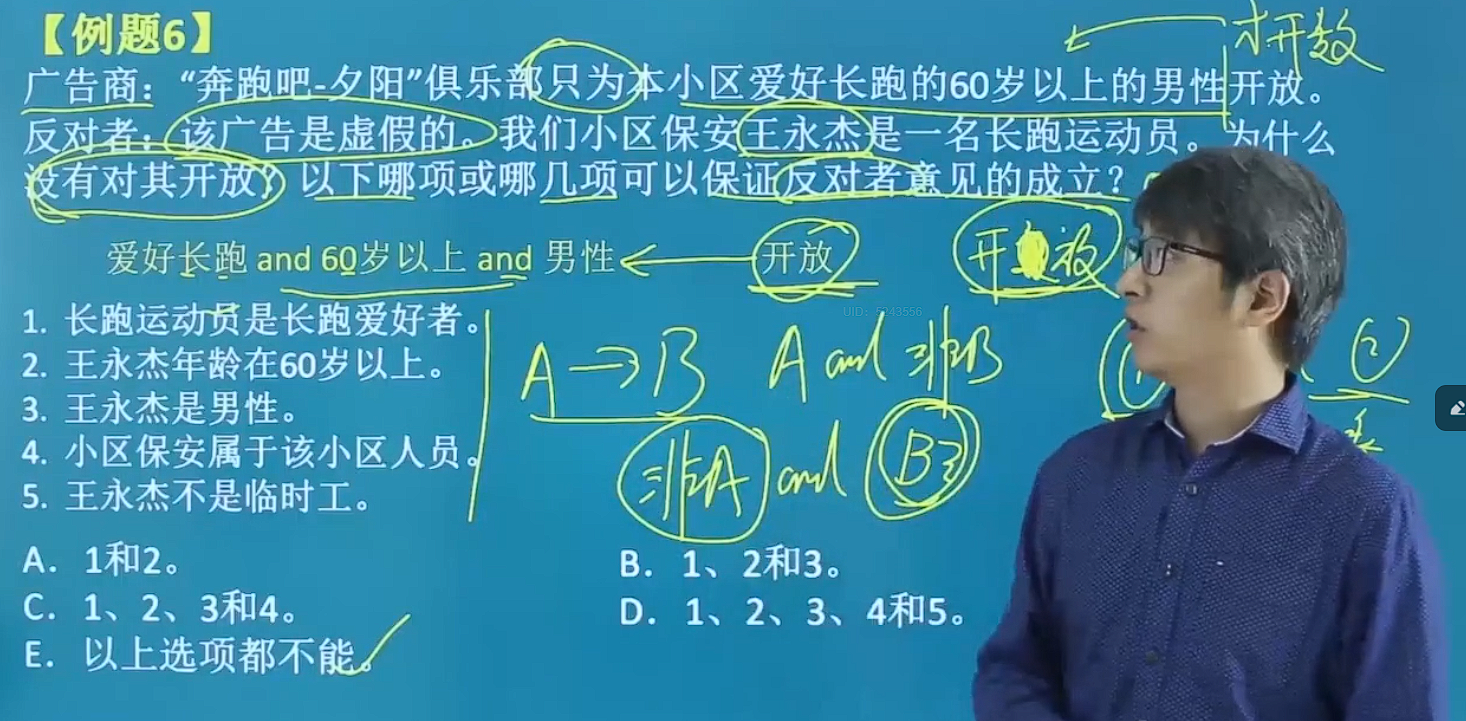 【例题6】
才开放
广告商：“奔跑吧-夕阳”俱乐部只为本小区爱好长跑的60岁以上的男性开放。
反对者：该广告是虚假的。我们小区保安王永杰是一名长跑运动员。为什么
没有对其开放？以下哪项或哪几项可以保证反对者意见的成立？
爱好长跑 and 60岁以上 and 男性 ← 开放
开 放
UID：6243556
1. 长跑运动员是长跑爱好者。
2. 王永杰年龄在60岁以上。
3. 王永杰是男性。
4. 小区保安属于该小区人员。
5. 王永杰不是临时工。
A → B
A and 非B
②
非A and B
A．1和2。
B．1、2和3。
C．1、2、3和4。
D．1、2、3、4和5。
E．以上选项都不能。